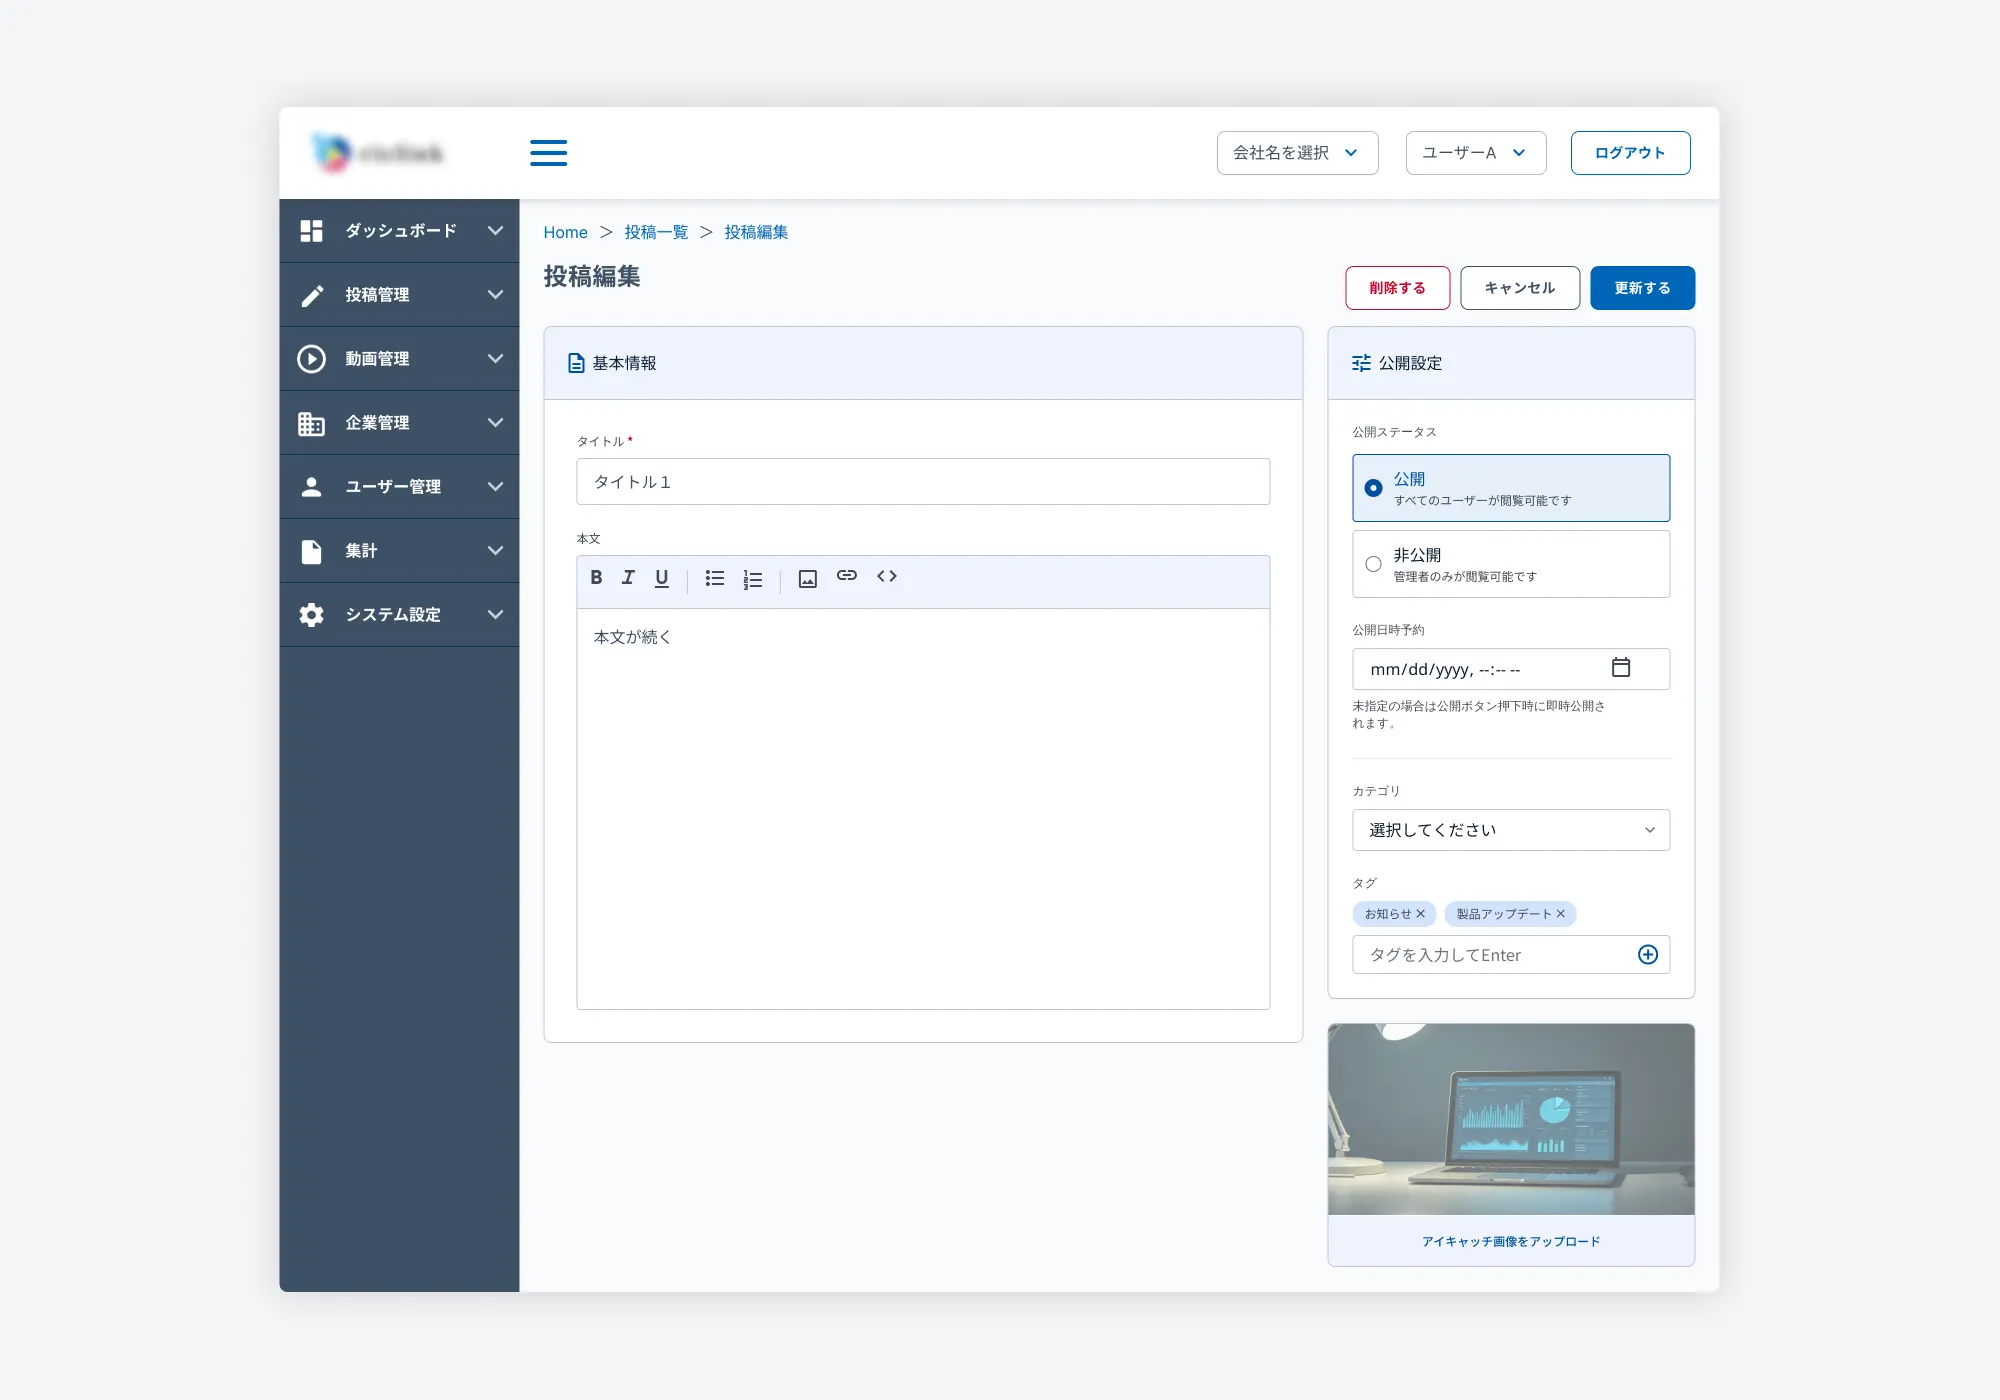 会社名を選択
ユーザーA
ログアウト
ダッシュボード
投稿管理
動画管理
企業管理
ユーザー管理
集計
システム設定
Home > 投稿一覧 > 投稿編集
投稿編集
削除する
キャンセル
更新する
基本情報
タイトル *
タイトル１
本文
B I U
本文が続く
公開設定
公開ステータス
公開
すべてのユーザーが閲覧可能です
非公開
管理者のみが閲覧可能です
公開日時予約
mm/dd/yyyy, --:-- --
未指定の場合は公開ボタン押下時に即時公開さ
れます。
カテゴリ
選択してください
タグ
お知らせ ✕
製品アップデート ✕
タグを入力してEnter
アイキャッチ画像をアップロード